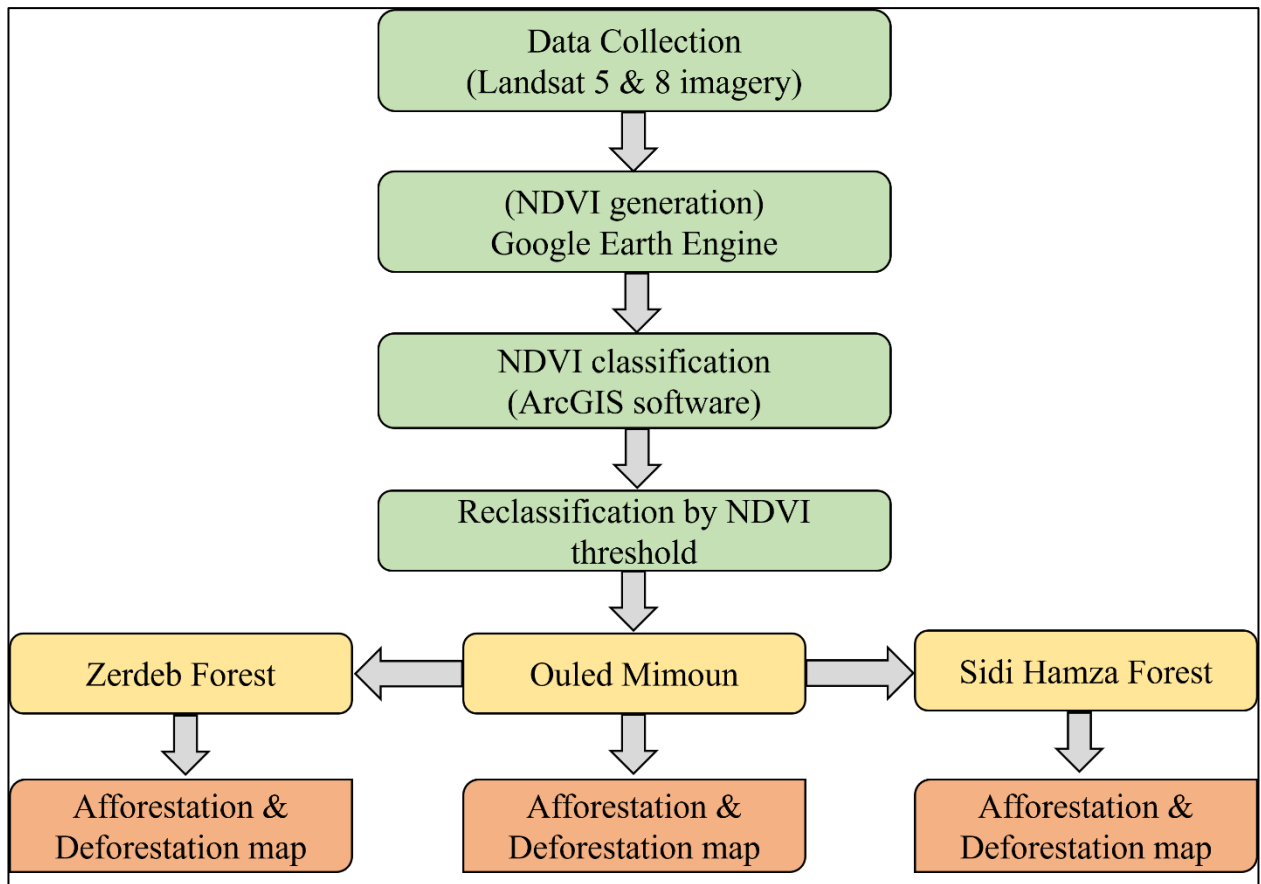 Data Collection
(Landsat 5 & 8 imagery)
(NDVI generation)
Google Earth Engine
NDVI classification
(ArcGIS software)
Reclassification by NDVI
threshold
Zerdeb Forest
Ouled Mimoun
Sidi Hamza Forest
Afforestation &
Deforestation map
Afforestation &
Deforestation map
Afforestation &
Deforestation map